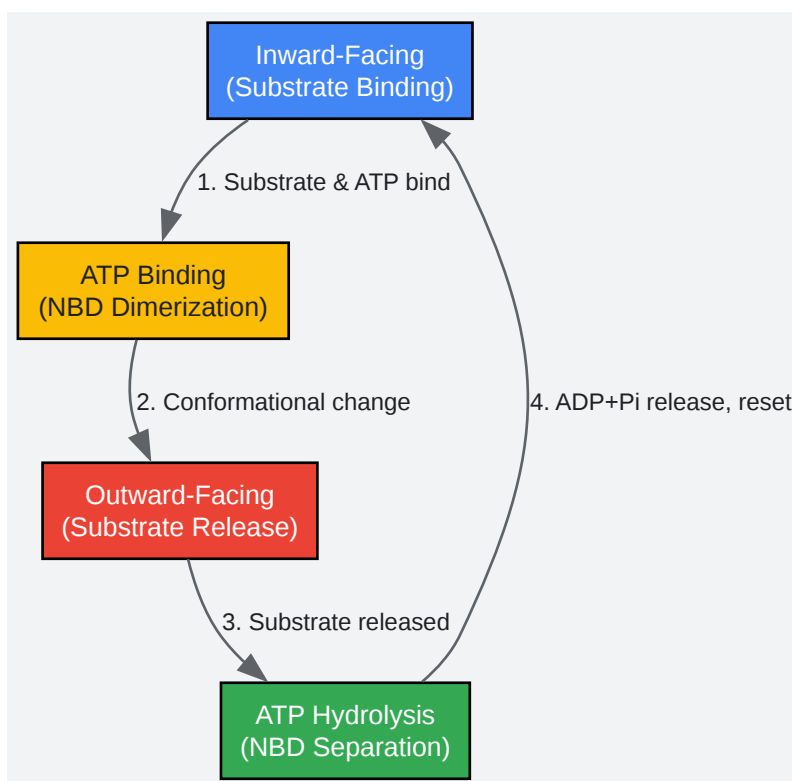 Inward-Facing
(Substrate Binding)
1. Substrate & ATP bind
ATP Binding
(NBD Dimerization)
2. Conformational change
4. ADP+Pi release, reset
Outward-Facing
(Substrate Release)
3. Substrate released
ATP Hydrolysis
(NBD Separation)